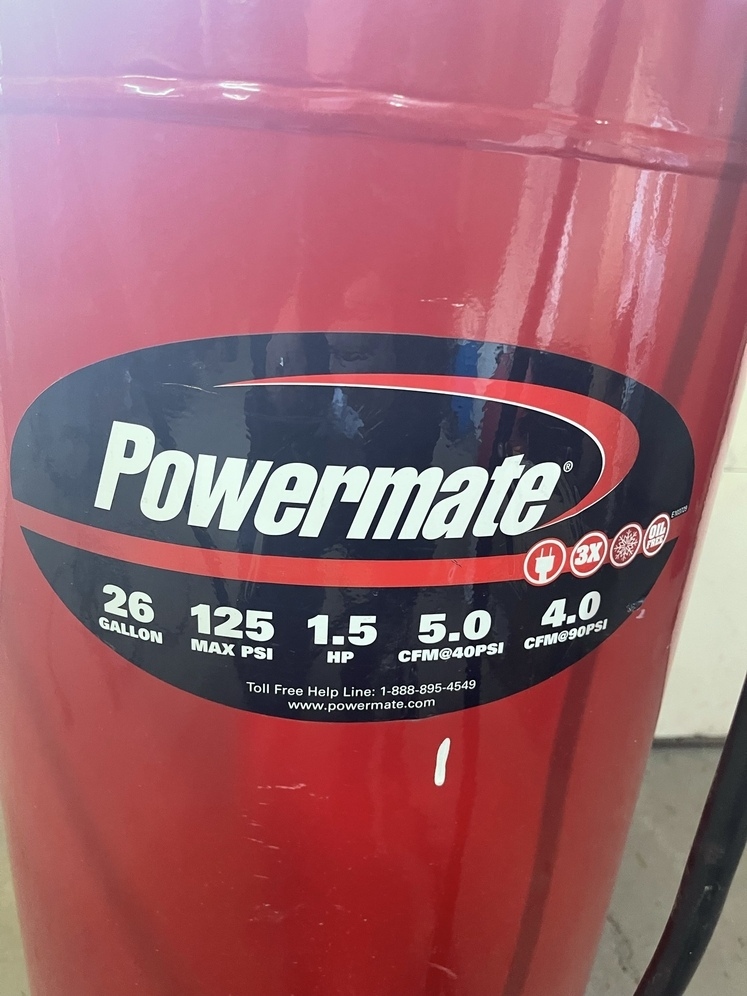 Powermate®
3X
OIL
FREE
26
GALLON
125
MAX PSI
1.5
HP
5.0
CFM@40PSI
4.0
CFM@90PSI
Toll Free Help Line: 1-888-895-4549
www.powermate.com